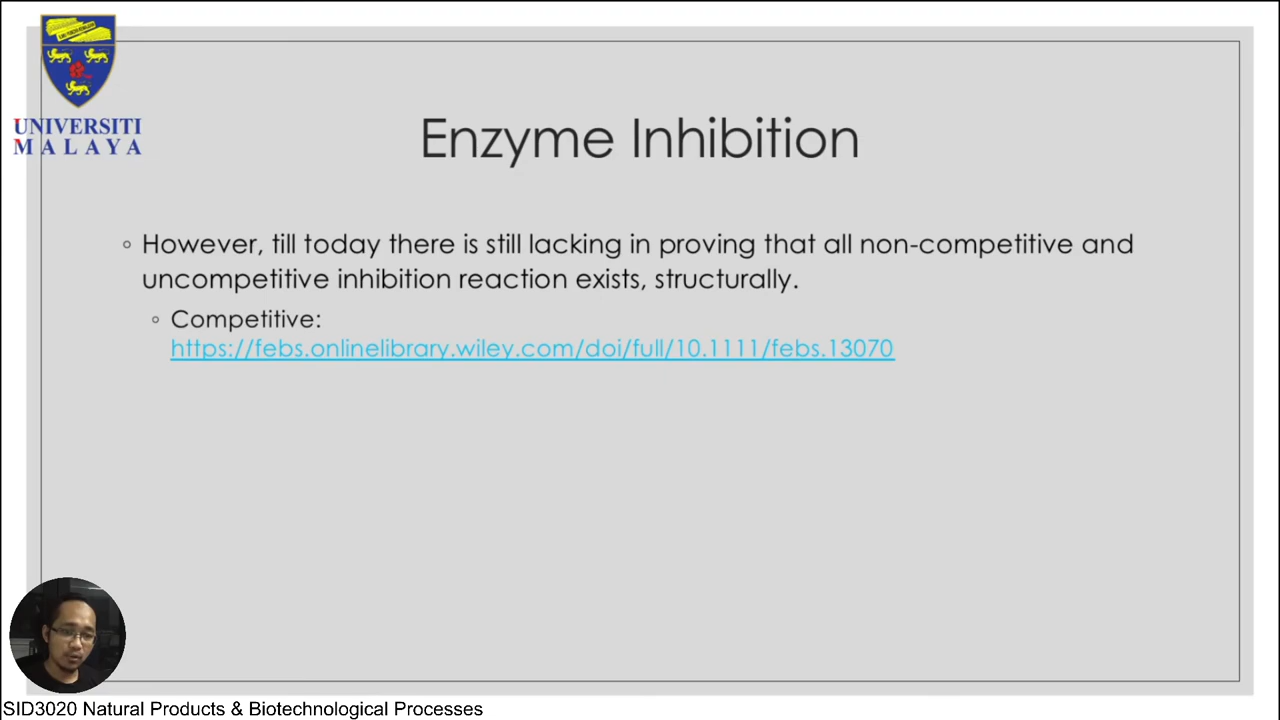 UNIVERSITI
MALAYA
Enzyme Inhibition
◦ However, till today there is still lacking in proving that all non-competitive and
uncompetitive inhibition reaction exists, structurally.
◦ Competitive:
https://febs.onlinelibrary.wiley.com/doi/full/10.1111/febs.13070
SID3020 Natural Products & Biotechnological Processes